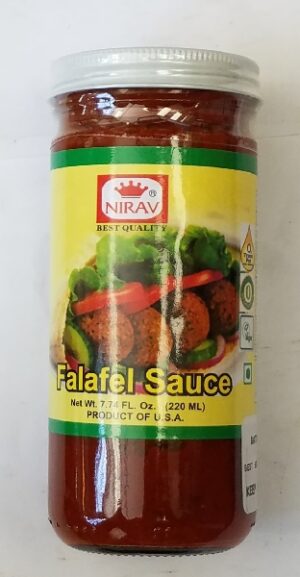 NIRAV®
BEST QUALITY
Falafel Sauce
Net Wt. 7.74 FL. Oz. (220 ML)
PRODUCT OF U.S.A.